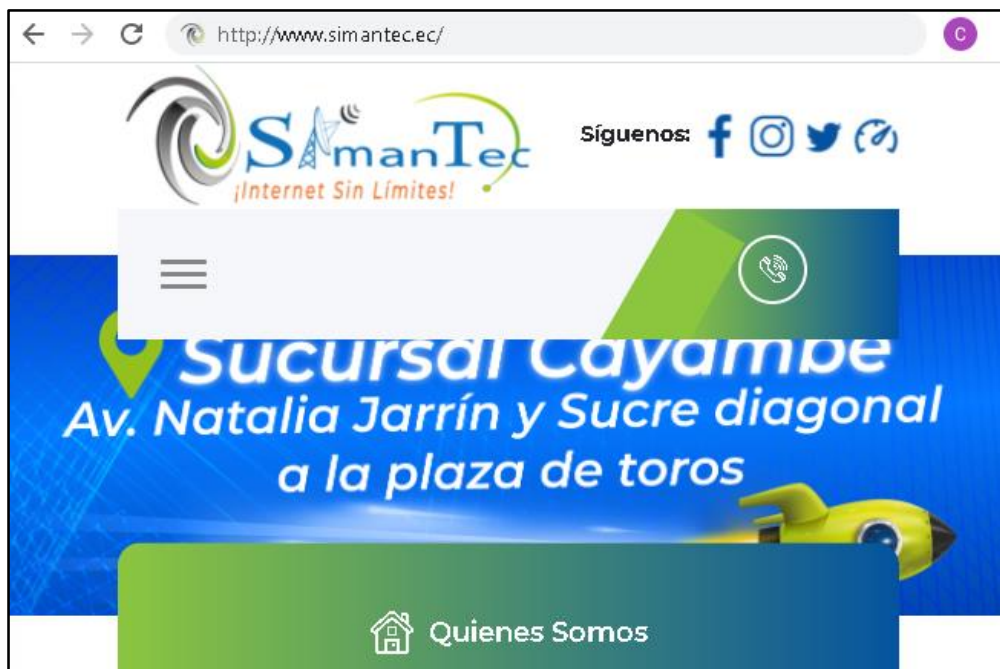 http://www.simantec.ec/
C
SimanTec
¡Internet Sin Límites!
Síguenos:
Sucursal Cayambe
Av. Natalia Jarrín y Sucre diagonal
a la plaza de toros
Quienes Somos